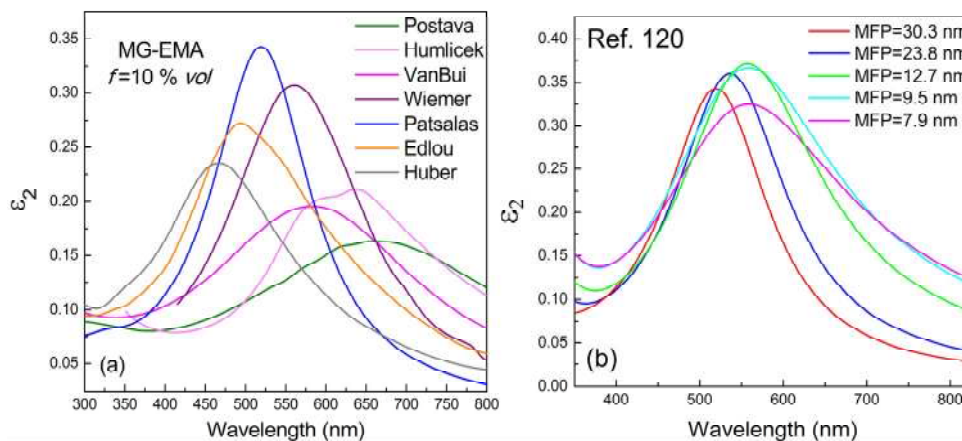 MG-EMA
f=10 % vol
Postava
Humlicek
VanBui
Wiemer
Patsalas
Edlou
Huber
0.35
0.30
0.25
0.20
0.15
0.10
0.05
ε2
(a)
300 350 400 450 500 550 600 650 700 750 800
Wavelength (nm)
Ref. 120
MFP=30.3 nm
MFP=23.8 nm
MFP=12.7 nm
MFP=9.5 nm
MFP=7.9 nm
0.40
0.35
0.30
0.25
0.20
0.15
0.10
0.05
0.00
ε2
(b)
400 500 600 700 800
Wavelength (nm)